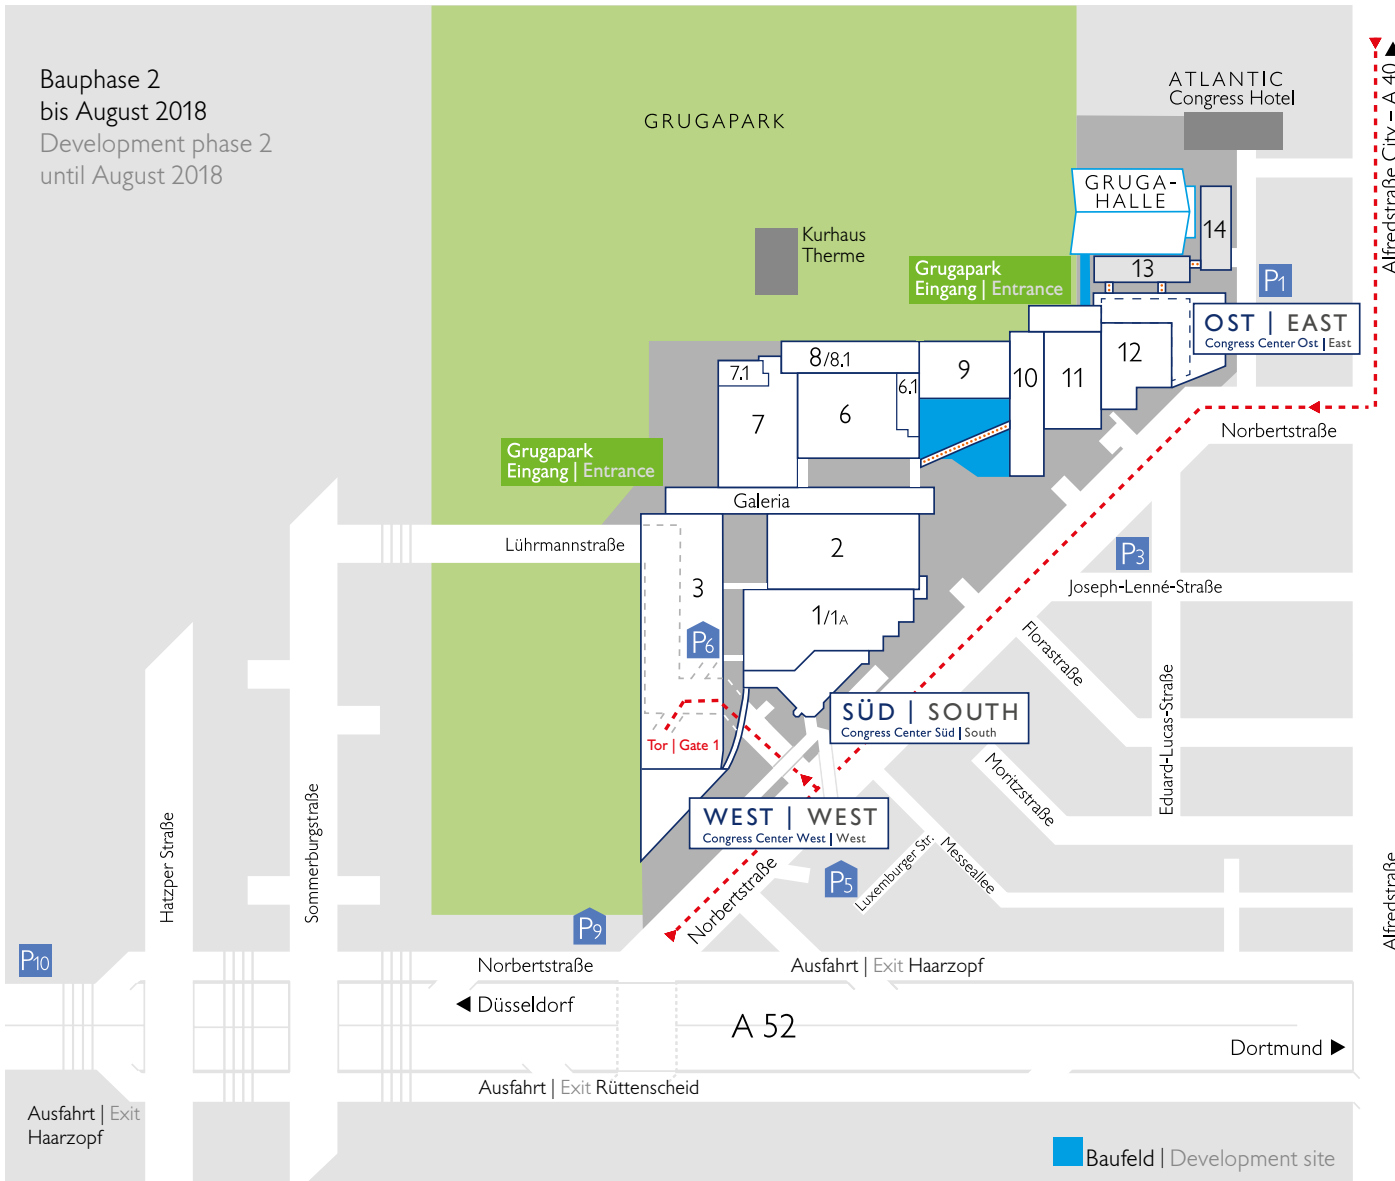 Bauphase 2
bis August 2018
Development phase 2
until August 2018
GRUGAPARK
ATLANTIC
Congress Hotel
Alfredstraße City – A 40
GRUGA-
HALLE
14
13
P1
Kurhaus
Therme
Grugapark
Eingang | Entrance
OST | EAST
Congress Center Ost | East
8/8.1
7.1
6.1
9
10
11
12
7
6
Norbertstraße
Grugapark
Eingang | Entrance
Galeria
Lührmannstraße
2
P3
3
Joseph-Lenné-Straße
1/1A
P6
Florastraße
Eduard-Lucas-Straße
SÜD | SOUTH
Congress Center Süd | South
Tor | Gate 1
Moritzstraße
WEST | WEST
Congress Center West | West
Hatzper Straße
Sommerburgstraße
Luxemburger Str.
Messeallee
P5
Norbertstraße
Alfredstraße
P9
P10
Norbertstraße
Ausfahrt | Exit Haarzopf
Düsseldorf
A 52
Dortmund
Ausfahrt | Exit Rüttenscheid
Ausfahrt | Exit
Haarzopf
Baufeld | Development site